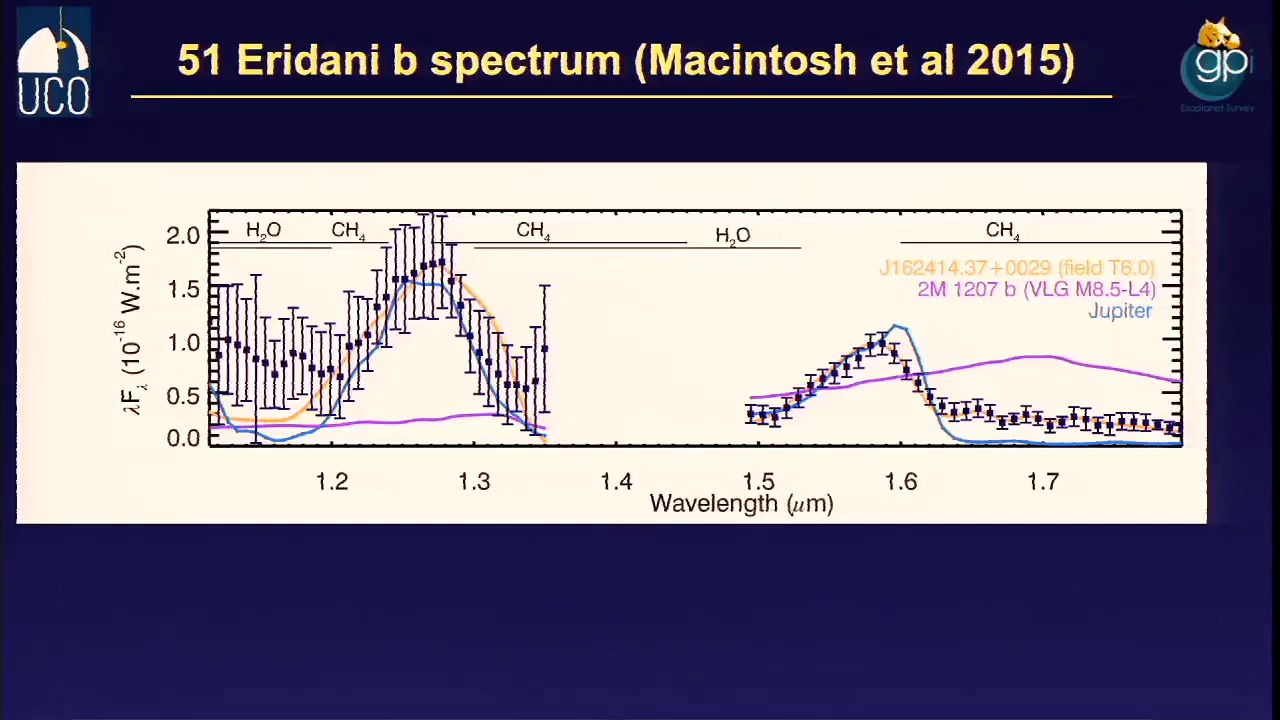 51 Eridani b spectrum (Macintosh et al 2015)
UCO
gpi
Exoplanet Survey
H₂O CH₄ CH₄ H₂O CH₄
J162414.37+0029 (field T6.0)
2M 1207 b (VLG M8.5-L4)
Jupiter
λFλ (10⁻¹⁶ W.m⁻²)
2.0
1.5
1.0
0.5
0.0
1.2 1.3 1.4 1.5 1.6 1.7
Wavelength (μm)